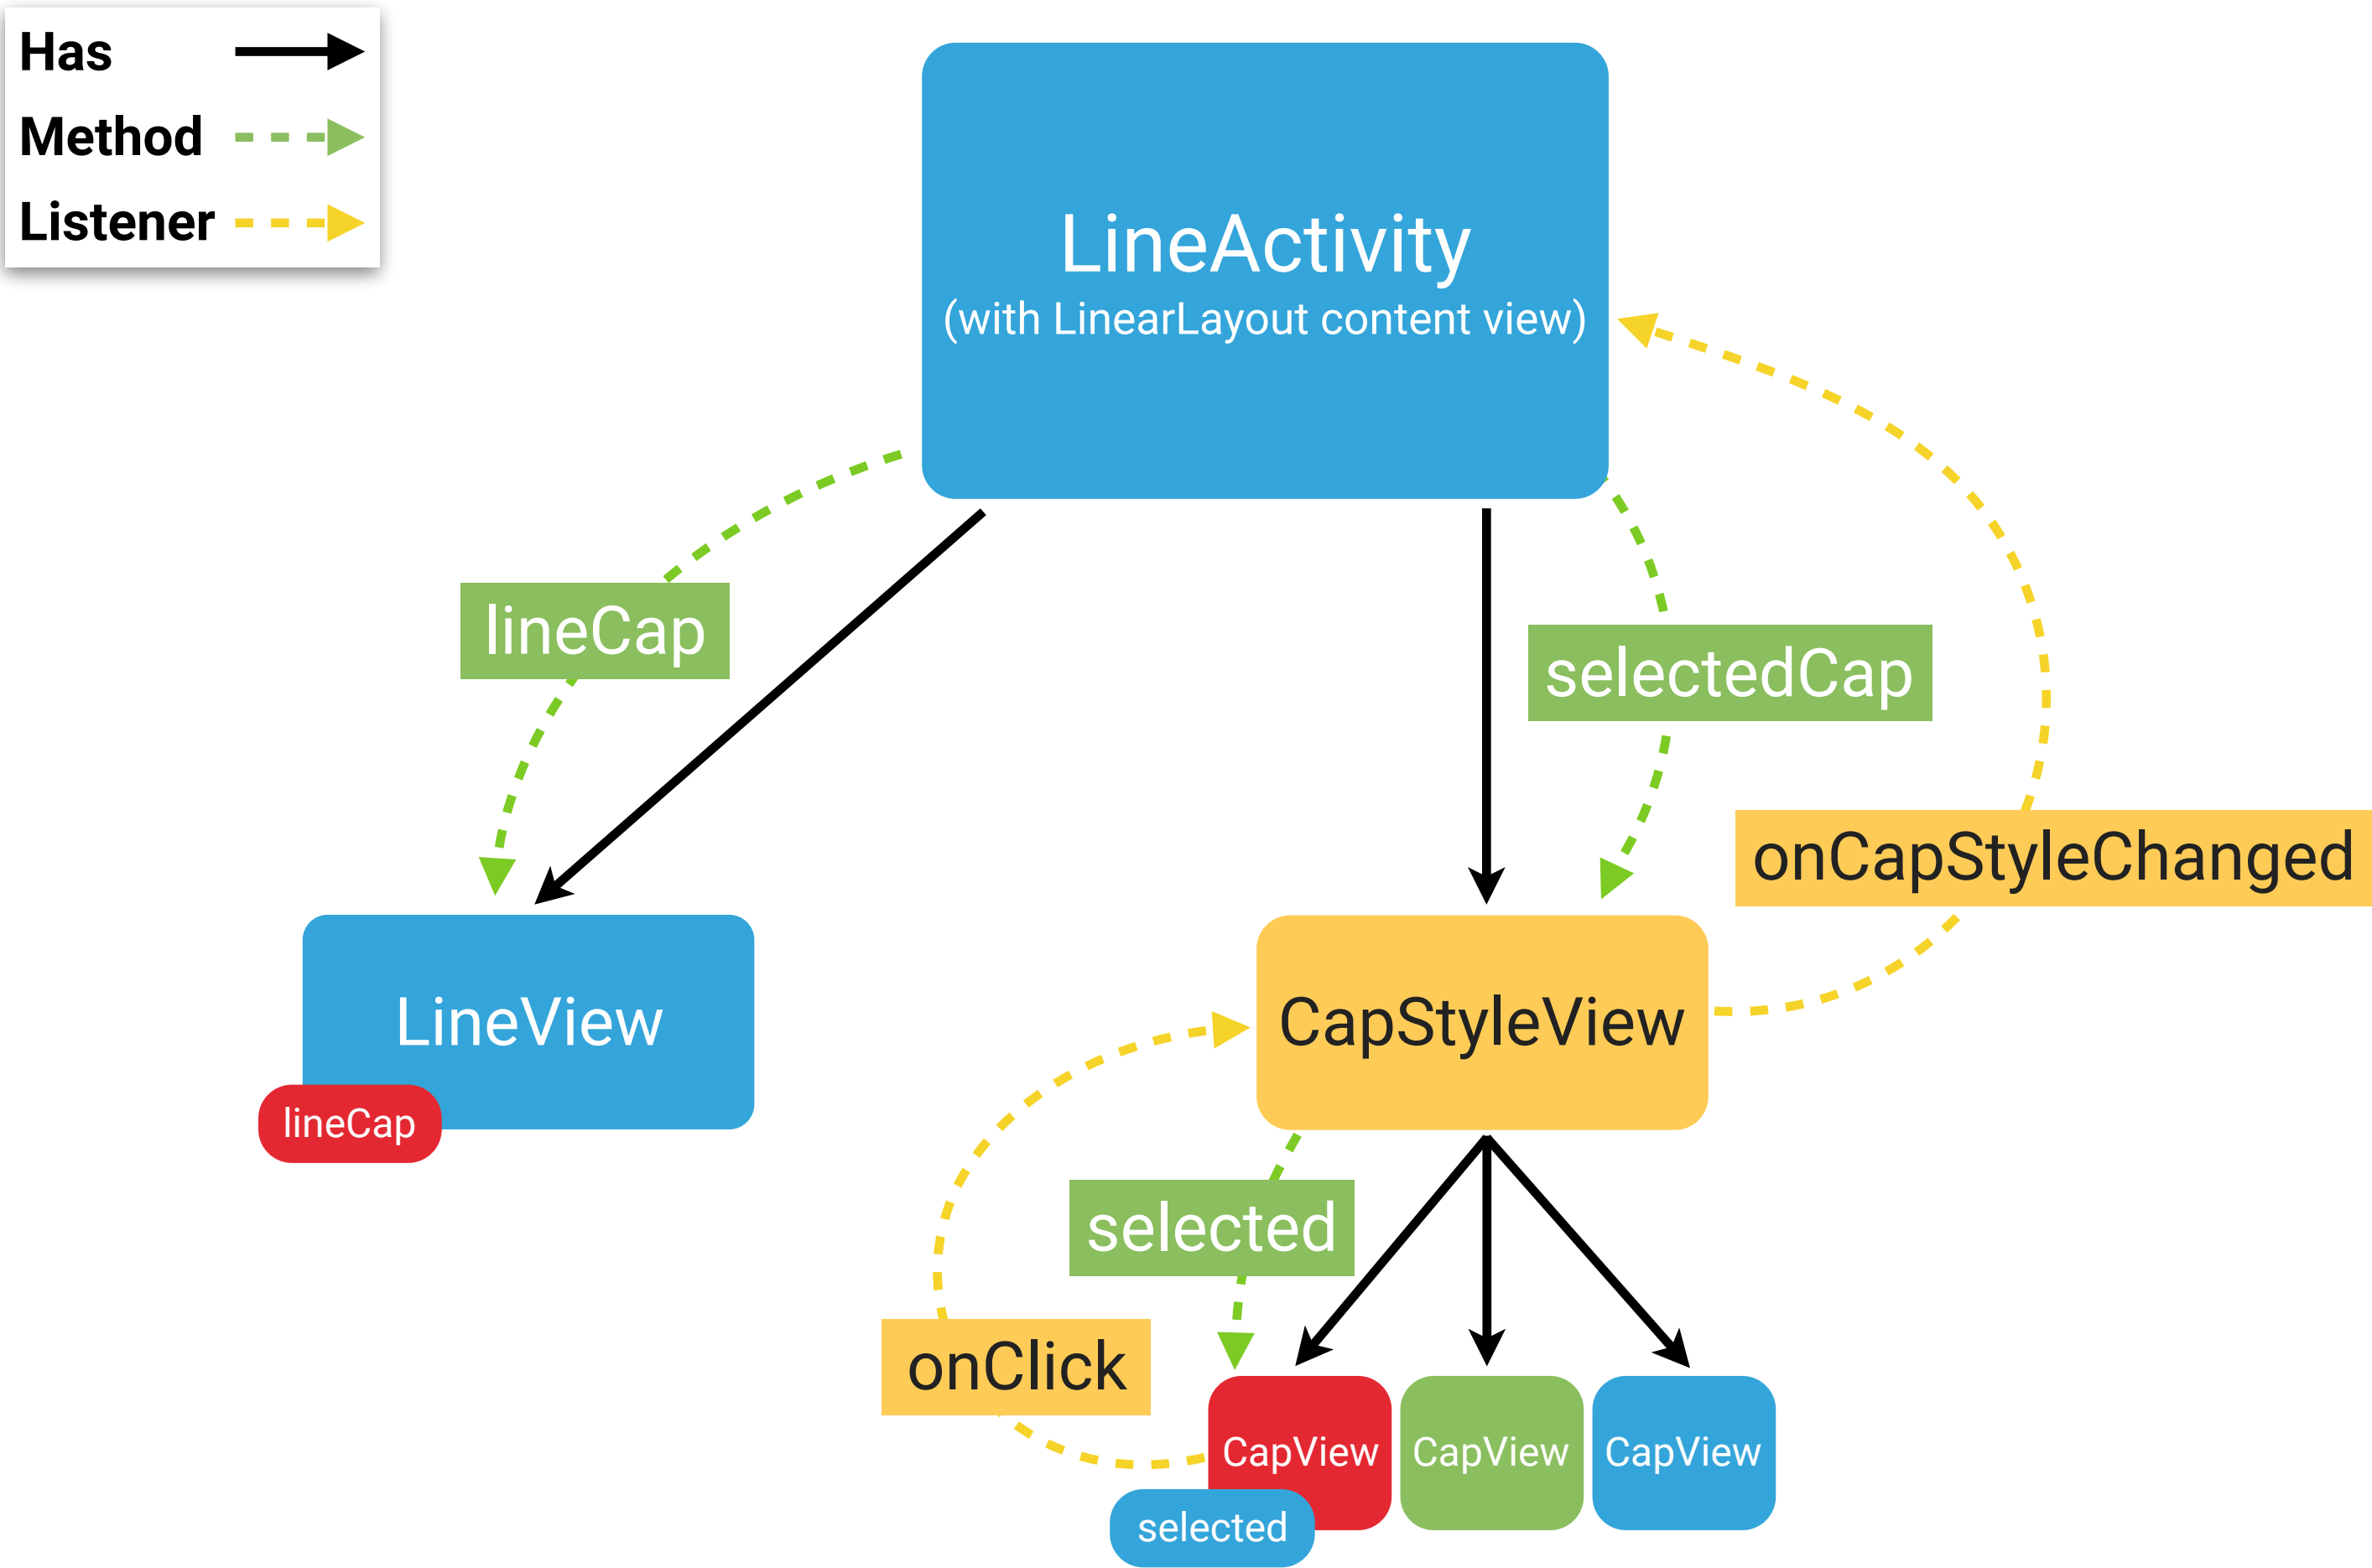 Has
Method
Listener
LineActivity
(with LinearLayout content view)
lineCap
selectedCap
onCapStyleChanged
LineView
lineCap
CapStyleView
selected
onClick
CapView
CapView
CapView
selected